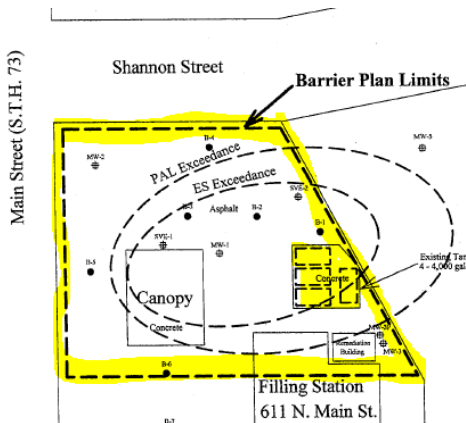 Shannon Street
Main Street (S.T.H. 73)
Barrier Plan Limits
B-4
MW-5
MW-2
PAL Exceedance
ES Exceedance
SVE-2
B-3
Asphalt
B-2
B-1
SVE-1
MW-1
Existing
4 - 4,000 gal
B-5
Concrete
Canopy
Concrete
Remediation
Building
MW-3
B-6
Filling Station
611 N. Main St.